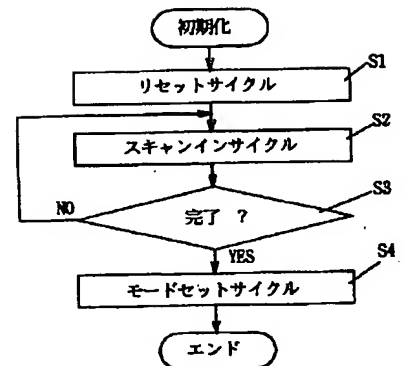 初期化
リセットサイクル
S1
スキャンインサイクル
S2
完了 ?
S3
NO
YES
モードセットサイクル
S4
エンド